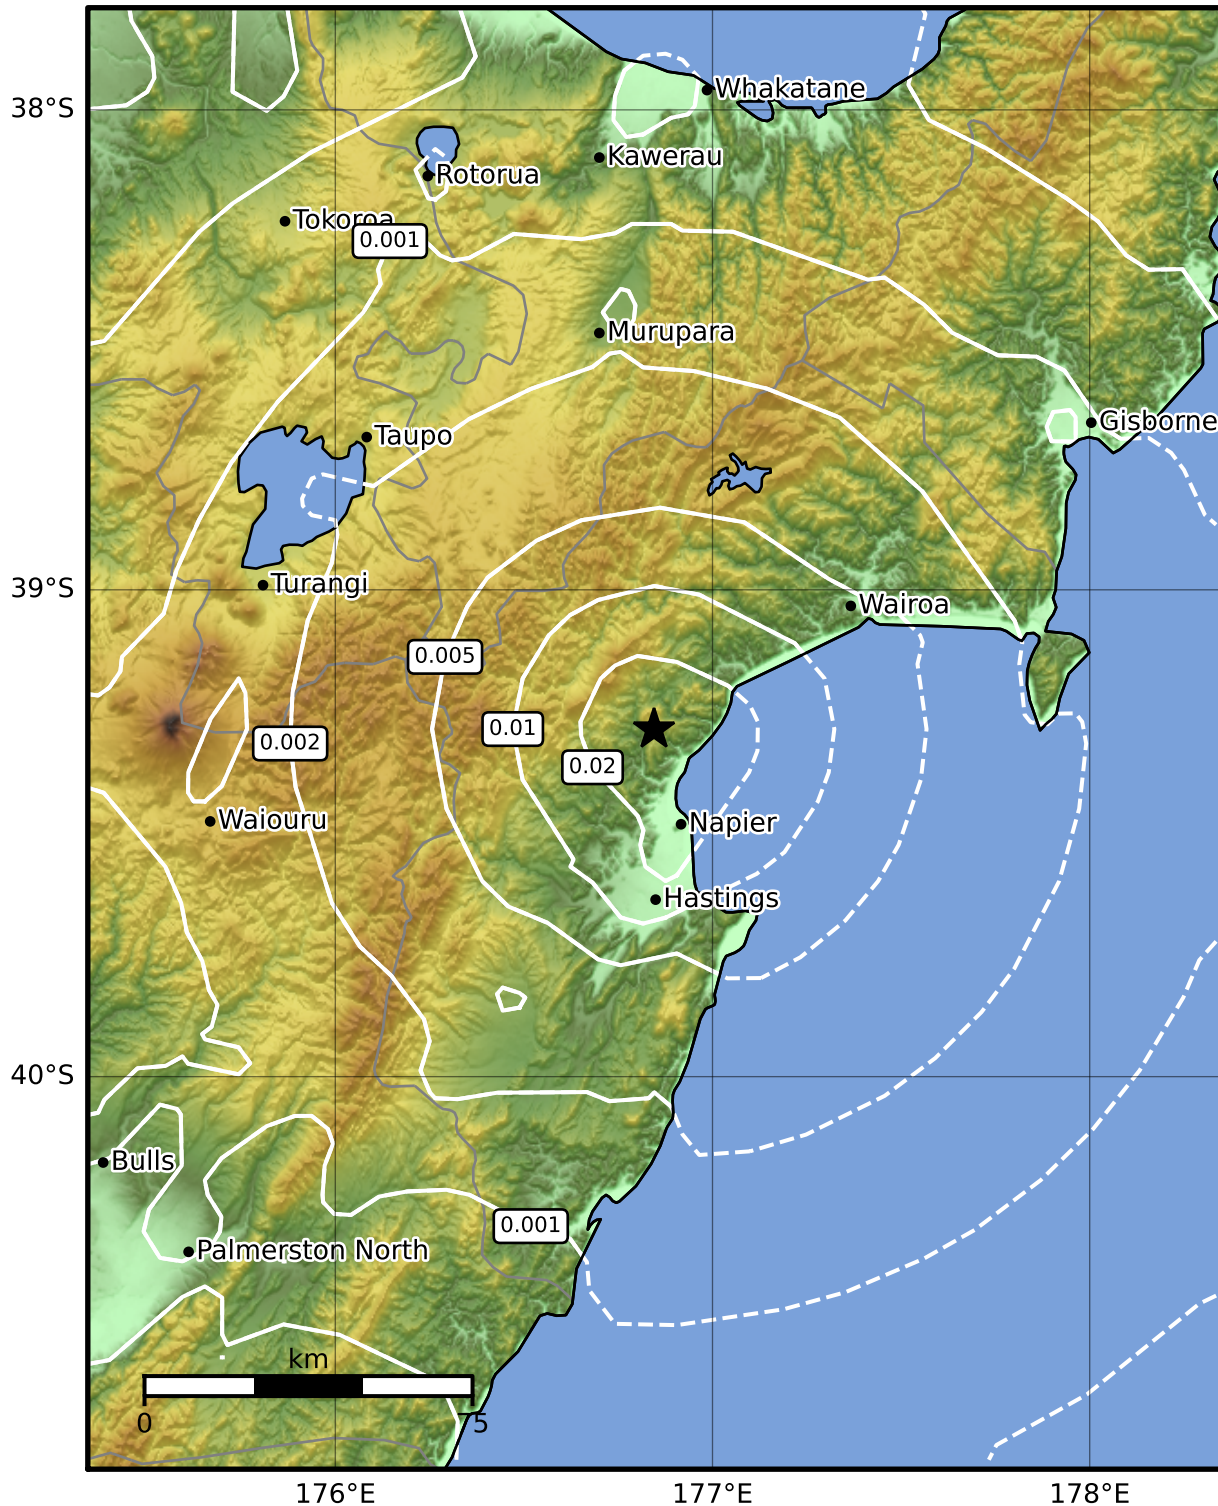 38°S
39°S
40°S
176°E
177°E
178°E
Whakatane
Kawerau
Rotorua
Tokoroa
0.001
Murupara
Gisborne
Taupo
Turangi
Wairoa
0.005
0.01
0.002
0.02
Waiouru
Napier
Hastings
Bulls
0.001
Palmerston North
km
0
75